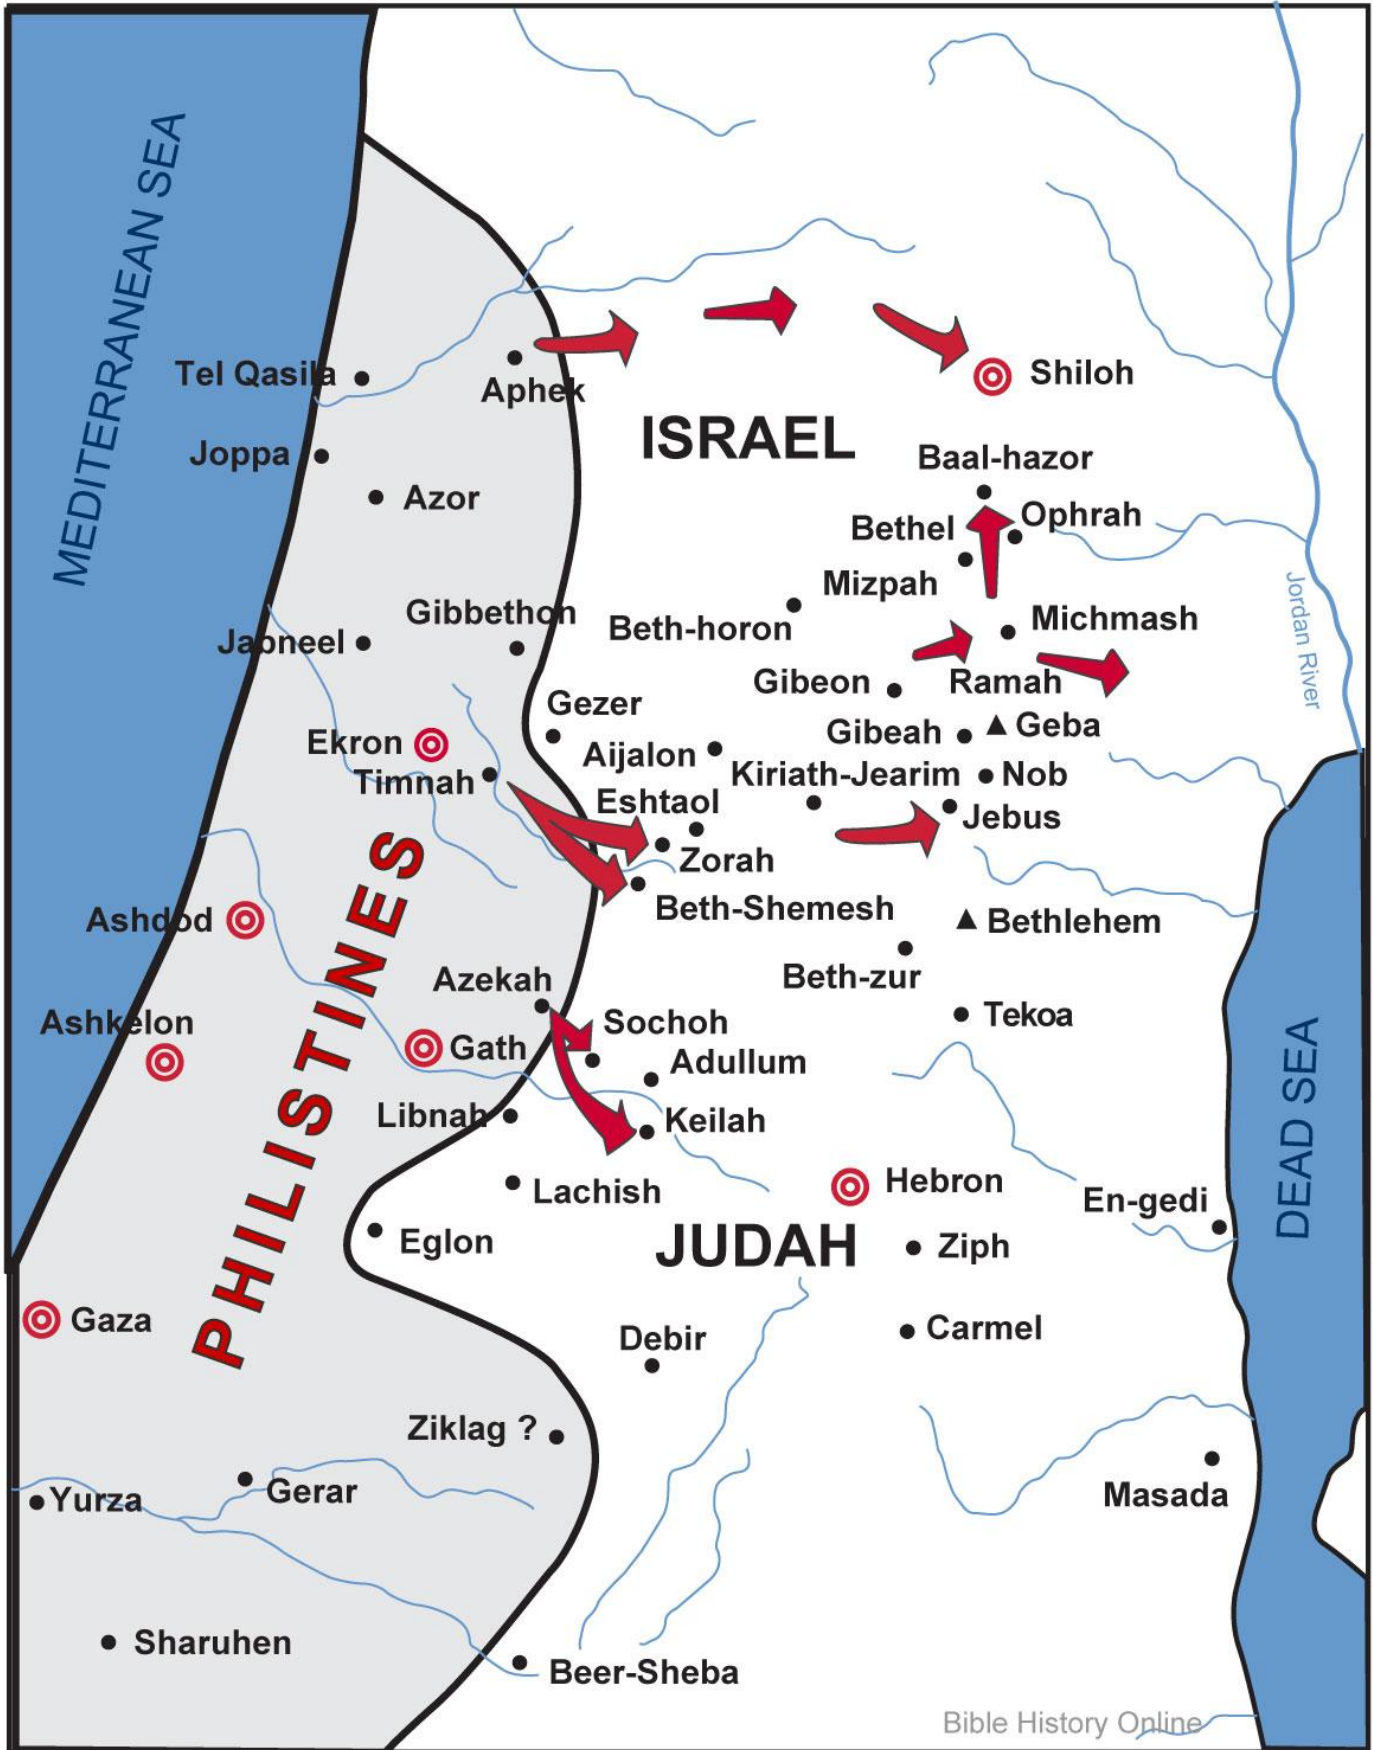 MEDITERRANEAN SEA
Tel Qasila
Aphek
Shiloh
ISRAEL
Joppa
Azor
Baal-hazor
Bethel
Ophrah
Mizpah
Jordan River
Gibbethon
Beth-horon
Michmash
Jabneel
Gibeon
Ramah
Gezer
Gibeah
Geba
Ekron
Aijalon
Timnah
Kiriath-Jearim
Nob
Eshtaol
Jebus
Zorah
PHILISTINES
Ashdod
Beth-Shemesh
Bethlehem
Azekah
Beth-zur
Ashkelon
Sochoh
Tekoa
Gath
Adullum
DEAD SEA
Libnah
Keilah
Lachish
Hebron
En-gedi
Eglon
JUDAH
Ziph
Gaza
Debir
Carmel
Ziklag ?
Yurza
Gerar
Masada
Sharuhen
Beer-Sheba
Bible History Online